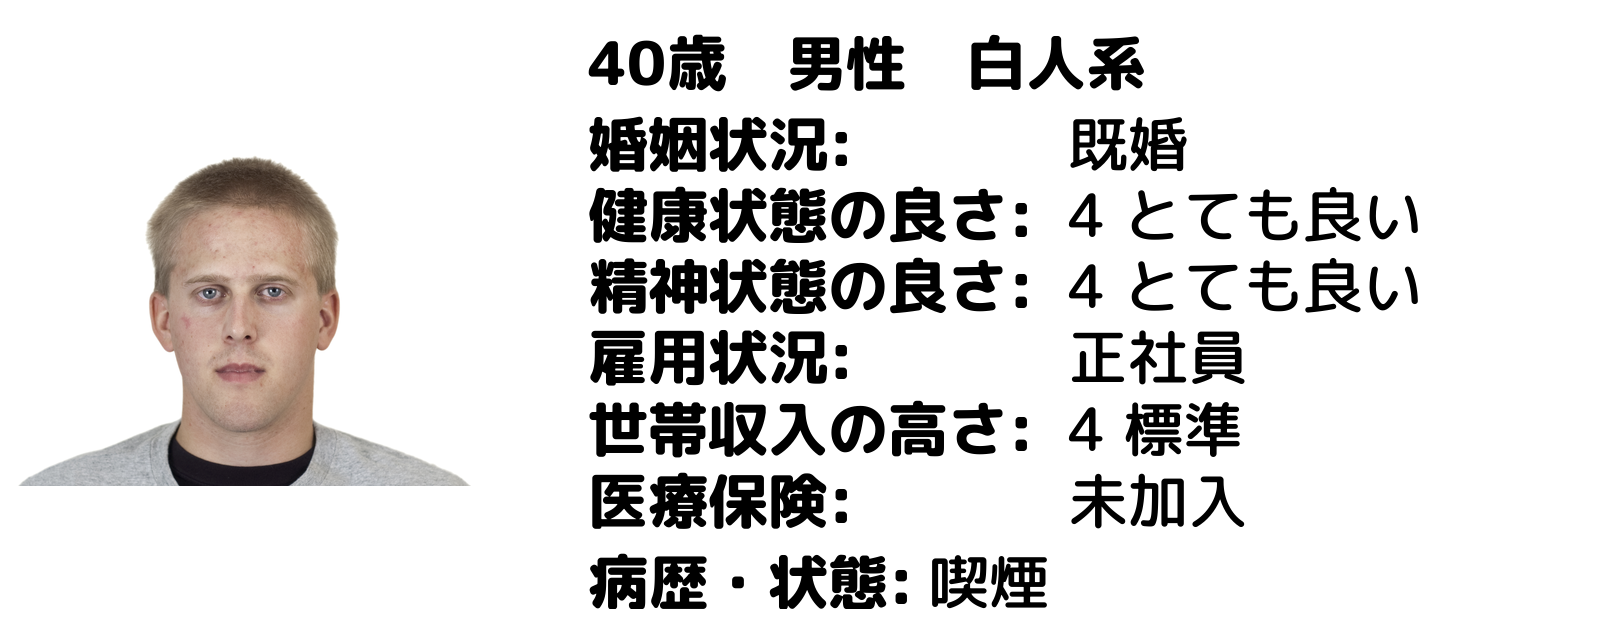 40歳　男性　白人系
婚姻状況: 既婚
健康状態の良さ: 4 とても良い
精神状態の良さ: 4 とても良い
雇用状況: 正社員
世帯収入の高さ: 4 標準
医療保険: 未加入
病歴・状態: 喫煙